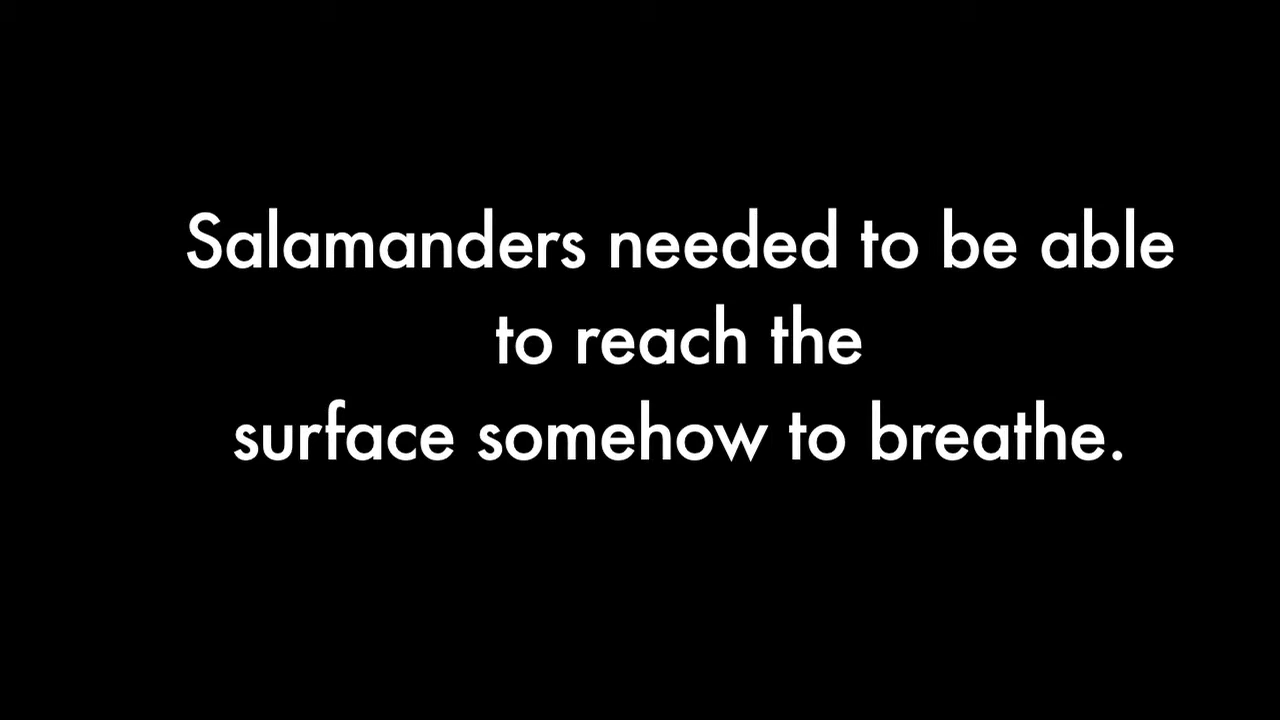 Salamanders needed to be able
to reach the
surface somehow to breathe.